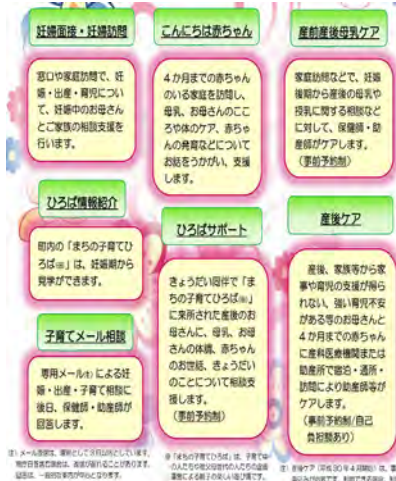 妊婦面接・妊婦訪問
窓口や家庭訪問で、妊
娠・出産・育児につい
て、妊娠中のお母さん
とご家族の相談支援を
行います。
ひろば情報紹介
町内の「まちの子育てひ
ろば※」は、妊娠期から
見学ができます。
子育てメール相談
専用メール注による妊
娠・出産・子育て相談に
後日、保健師・助産師が
回答します。
こんにちは赤ちゃん
4か月までの赤ちゃん
のいる家庭を訪問し、
母乳、お母さんのここ
ろや体のケア、赤ちゃ
んの発育などについて
お話をうかがい、支援
します。
ひろばサポート
きょうだい同伴で「ま
ちの子育てひろば※」
に来所された産後のお
母さんに、母乳、お母
さんの体調、赤ちゃん
のお世話、きょうだい
のことについて相談支
援します。
(事前予約制)
産前産後母乳ケア
家庭訪問などで、妊娠
後期から産後の母乳や
授乳に関する相談など
に対して、保健師・助
産師がケアします。
(事前予約制)
産後ケア
産後、家族等から家
事や育児の支援が得ら
れない、強い育児不安
がある等のお母さんと
4か月までの赤ちゃん
に産科医療機関または
助産所で宿泊・通所・
訪問により助産師等が
ケアします。
(事前予約制/自己
負担額あり)